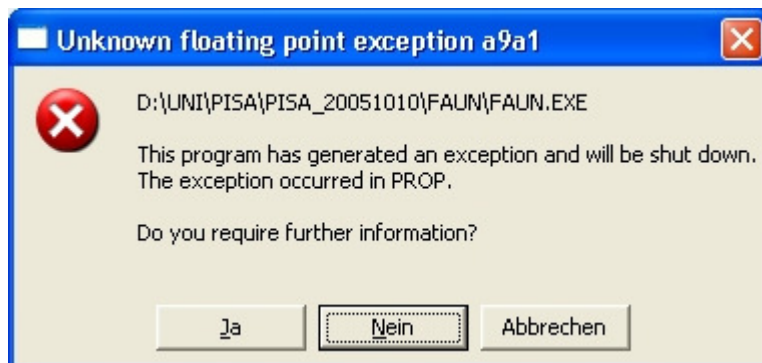 Unknown floating point exception a9a1
D:\UNI\PISA\PISA_20051010\FAUN\FAUN.EXE
This program has generated an exception and will be shut down.
The exception occurred in PROP.
Do you require further information?
Ja Nein Abbrechen